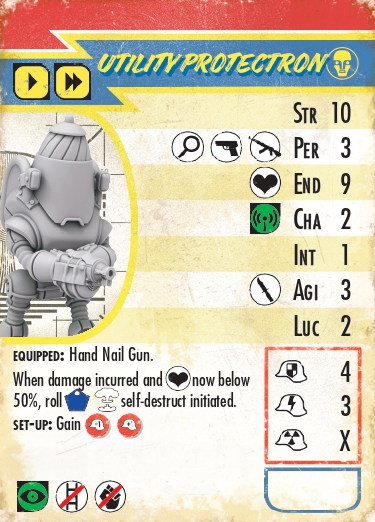 UTILITY PROTECTRON
STR 10
PER 3
END 9
CHA 2
INT 1
AGI 3
LUC 2
EQUIPPED: Hand Nail Gun.
When damage incurred and now below
50%, roll self-destruct initiated.
SET-UP: Gain
4
3
X